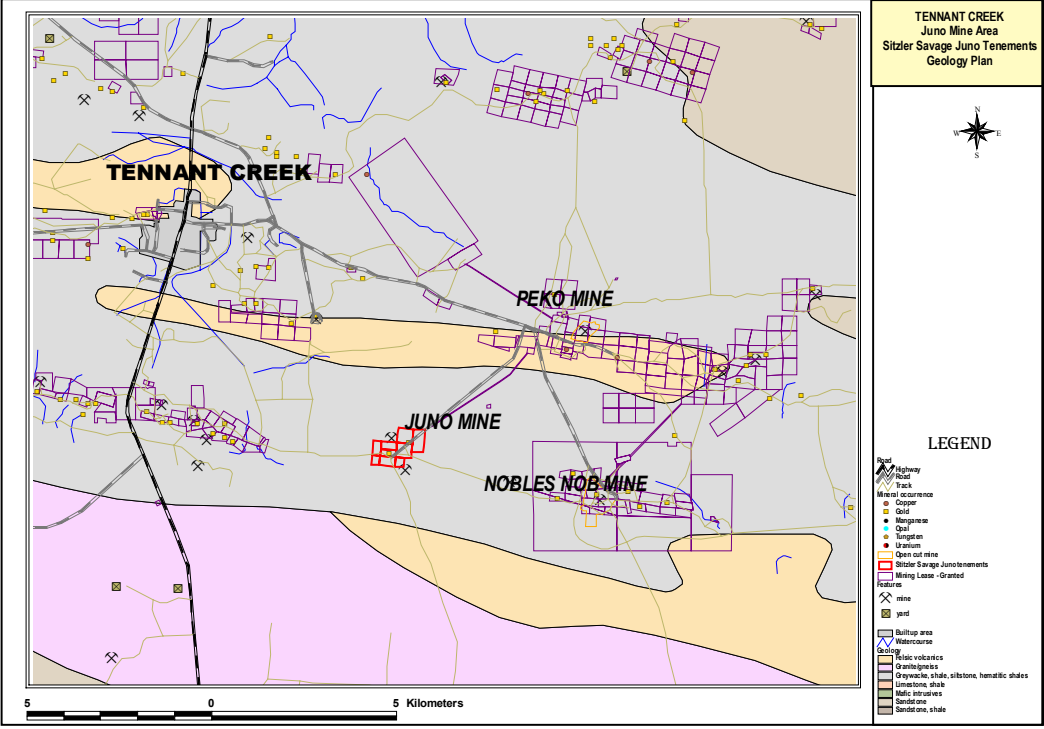 TENNANT CREEK
Juno Mine Area
Sitzler Savage Juno Tenements
Geology Plan
N
W
E
S
TENNANT CREEK
PEKO MINE
JUNO MINE
NOBLES NOB MINE
LEGEND
Road
Highway
Road
Track
Mineral occurrence
Copper
Gold
Manganese
Opal
Tungsten
Uranium
Open cut mine
Stitzler Savage Juno tenements
Mining Lease - Granted
Features
mine
yard
Builtup area
Watercourse
Geology
Felsic volcanics
Granite/gneiss
Greywacke, shale, siltstone, hematitic shales
Limestone, shale
Mafic intrusives
Sandstone
Sandstone, shale
5
0
5
Kilometers